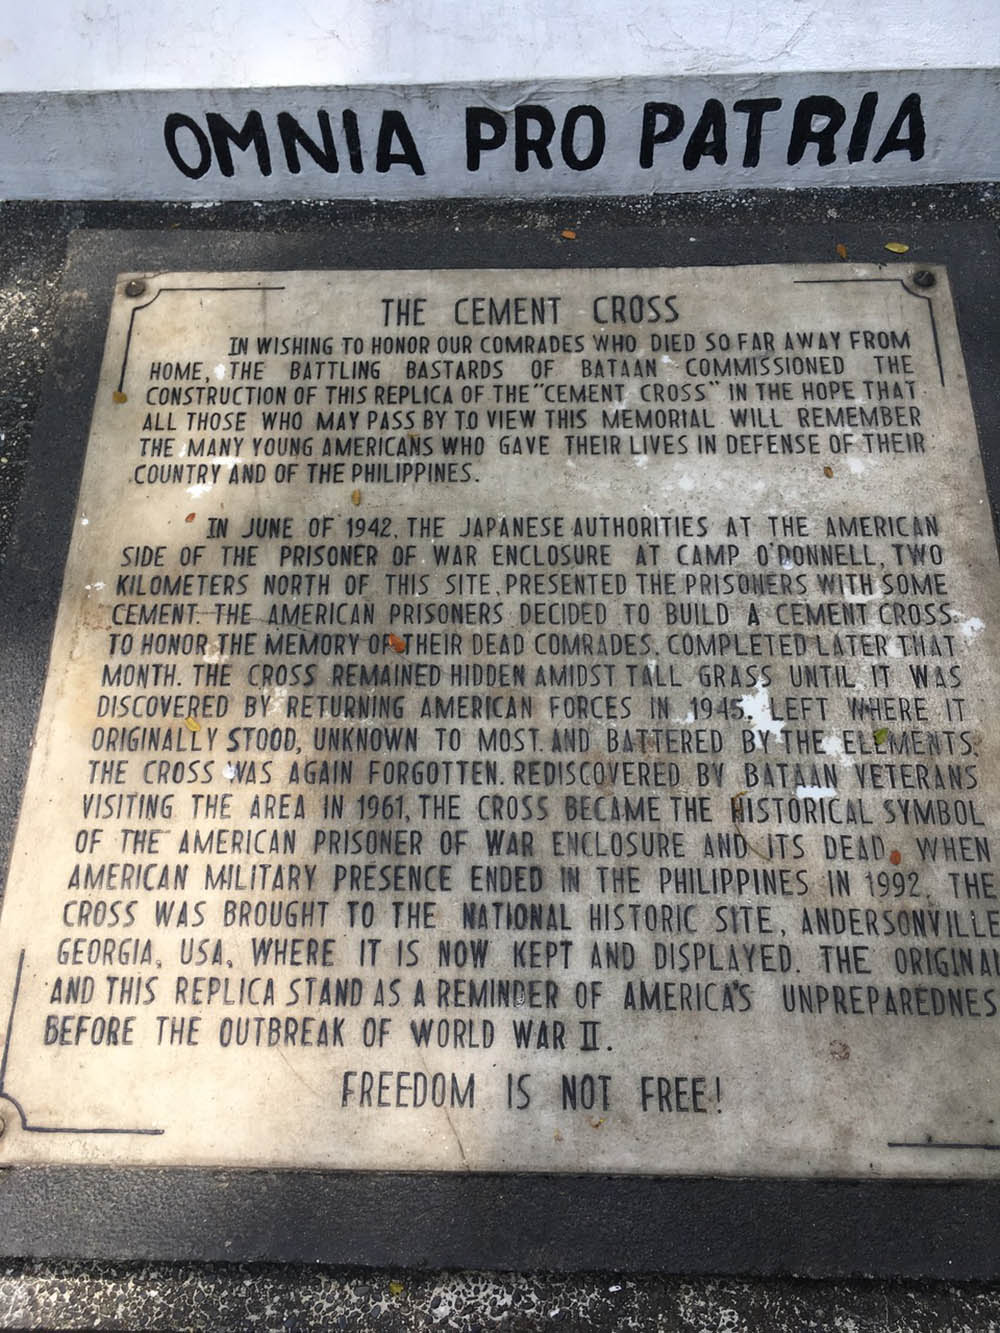 OMNIA PRO PATRIA
THE CEMENT CROSS
IN WISHING TO HONOR OUR COMRADES WHO DIED SO FAR AWAY FROM
HOME, THE BATTLING BASTARDS OF BATAAN COMMISSIONED THE
CONSTRUCTION OF THIS REPLICA OF THE "CEMENT CROSS" IN THE HOPE THAT
ALL THOSE WHO MAY PASS BY TO VIEW THIS MEMORIAL WILL REMEMBER
THE MANY YOUNG AMERICANS WHO GAVE THEIR LIVES IN DEFENSE OF THEIR
COUNTRY AND OF THE PHILIPPINES.
IN JUNE OF 1942, THE JAPANESE AUTHORITIES AT THE AMERICAN
SIDE OF THE PRISONER OF WAR ENCLOSURE AT CAMP O'DONNELL, TWO
KILOMETERS NORTH OF THIS SITE, PRESENTED THE PRISONERS WITH SOME
CEMENT. THE AMERICAN PRISONERS DECIDED TO BUILD A CEMENT CROSS
TO HONOR THE MEMORY OF THEIR DEAD COMRADES. COMPLETED LATER THAT
MONTH. THE CROSS REMAINED HIDDEN AMIDST TALL GRASS UNTIL IT WAS
DISCOVERED BY RETURNING AMERICAN FORCES IN 1945. LEFT WHERE IT
ORIGINALLY STOOD, UNKNOWN TO MOST. AND BATTERED BY THE ELEMENTS.
THE CROSS WAS AGAIN FORGOTTEN. REDISCOVERED BY BATAAN VETERANS
VISITING THE AREA IN 1961, THE CROSS BECAME THE HISTORICAL SYMBOL
OF THE AMERICAN PRISONER OF WAR ENCLOSURE AND ITS DEAD. WHEN
AMERICAN MILITARY PRESENCE ENDED IN THE PHILIPPINES IN 1992, THE
CROSS WAS BROUGHT TO THE NATIONAL HISTORIC SITE, ANDERSONVILLE
GEORGIA, USA, WHERE IT IS NOW KEPT AND DISPLAYED. THE ORIGINAL
AND THIS REPLICA STAND AS A REMINDER OF AMERICA'S UNPREPAREDNES
BEFORE THE OUTBREAK OF WORLD WAR II.
FREEDOM IS NOT FREE!